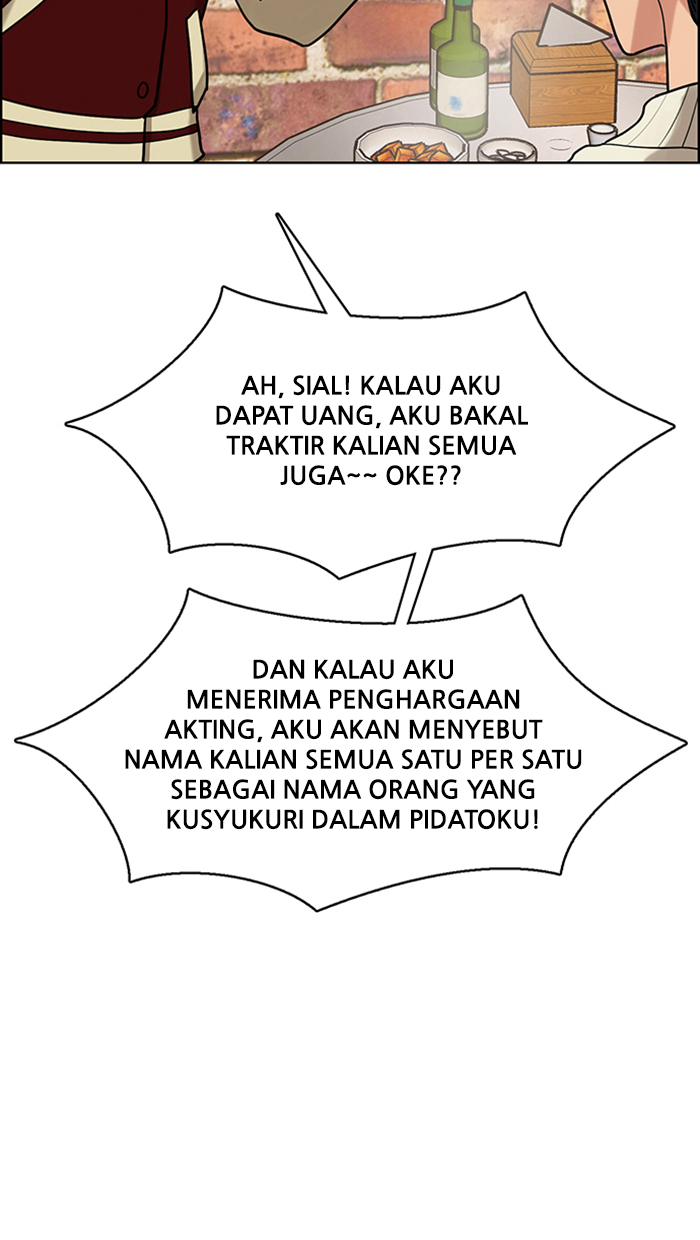 AH, SIAL! KALAU AKU
DAPAT UANG, AKU BAKAL
TRAKTIR KALIAN SEMUA
JUGA~~ OKE??
DAN KALAU AKU
MENERIMA PENGHARGAAN
AKTING, AKU AKAN MENYEBUT
NAMA KALIAN SEMUA SATU PER SATU
SEBAGAI NAMA ORANG YANG
KUSYUKURI DALAM PIDATOKU!